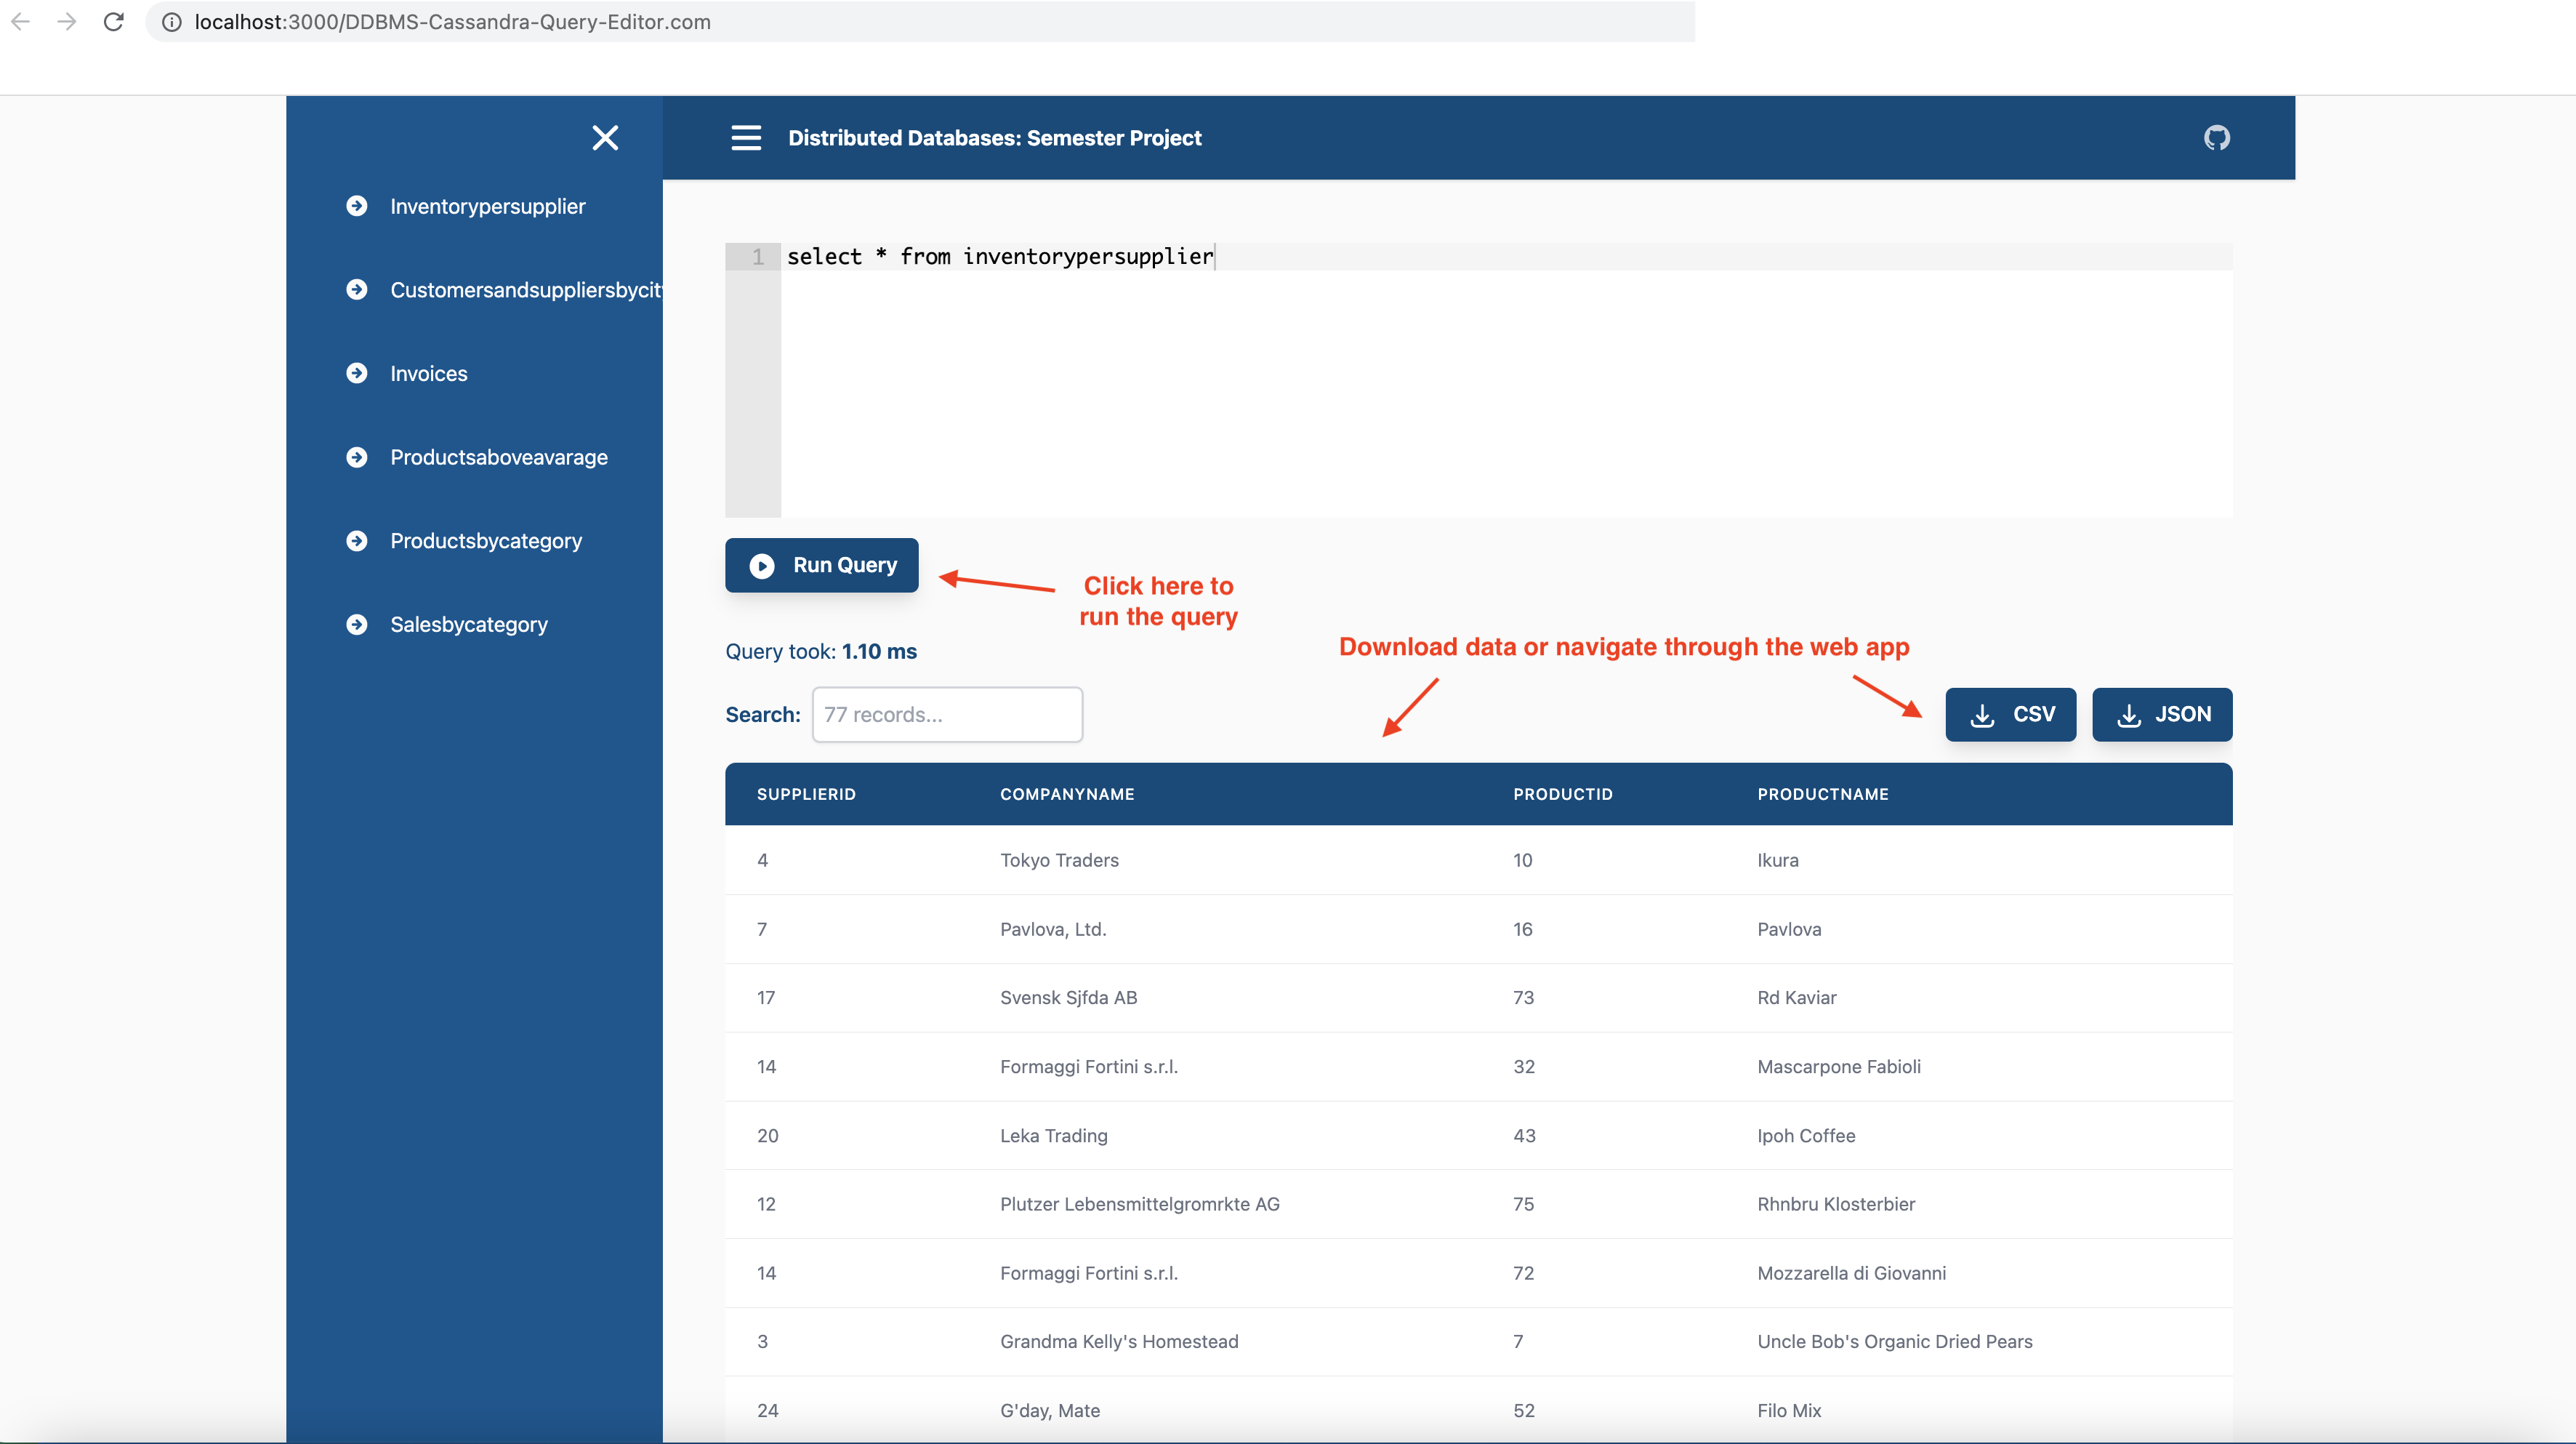 localhost:3000/DDBMS-Cassandra-Query-Editor.com
Distributed Databases: Semester Project
Inventorypersupplier
Customersandsuppliersbycity
Invoices
Productsaboveavarage
Productsbycategory
Salesbycategory
1 select * from inventorypersupplier
Run Query
Click here to
run the query
Query took: 1.10 ms
Download data or navigate through the web app
Search: 77 records...
CSV JSON
SUPPLIERID COMPANYNAME PRODUCTID PRODUCTNAME
4 Tokyo Traders 10 Ikura
7 Pavlova, Ltd. 16 Pavlova
17 Svensk Sjfda AB 73 Rd Kaviar
14 Formaggi Fortini s.r.l. 32 Mascarpone Fabioli
20 Leka Trading 43 Ipoh Coffee
12 Plutzer Lebensmittelgromrkte AG 75 Rhnbru Klosterbier
14 Formaggi Fortini s.r.l. 72 Mozzarella di Giovanni
3 Grandma Kelly's Homestead 7 Uncle Bob's Organic Dried Pears
24 G'day, Mate 52 Filo Mix